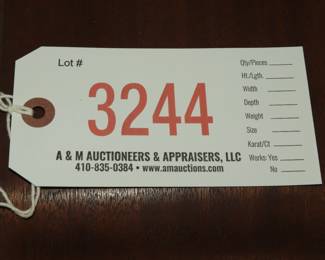 Lot #
3244
A & M AUCTIONEERS & APPRAISERS, LLC
410-835-0384 • www.amauctions.com
Qty/Pieces
Ht./Lgth.
Width
Depth
Weight
Size
Karat/Ct
Works: Yes
No